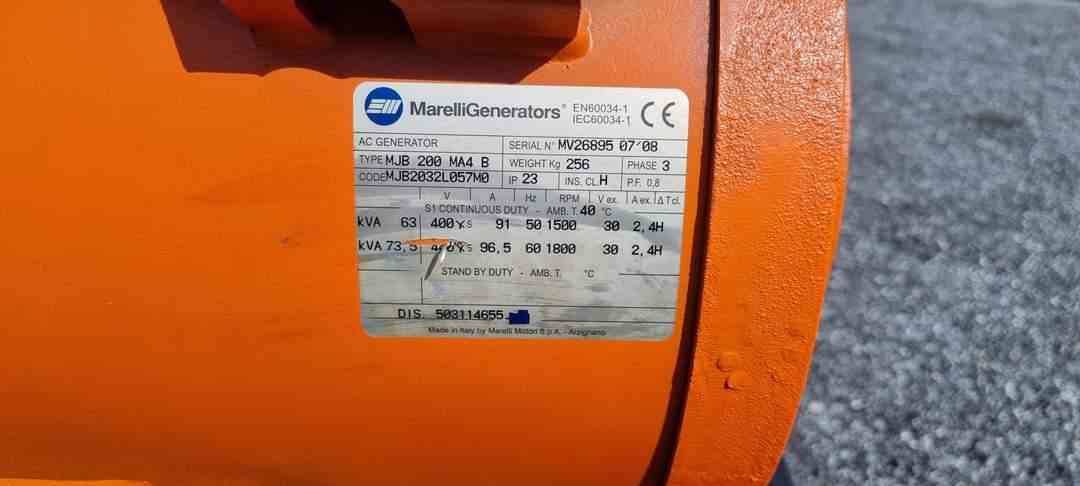 MarelliGenerators® EN60034-1 IEC60034-1 CE
AC GENERATOR SERIAL N° MV26895 07'08
TYPE MJB 200 MA4 B WEIGHT Kg 256 PHASE 3
CODE MJB2032L057M0 IP 23 INS. CL. H P.F. 0,8
V A Hz RPM V ex. A ex. Δ T cl.
S1 CONTINUOUS DUTY - AMB. T. 40 °C
kVA 63 400 Y S 91 50 1500 30 2,4 H
kVA 73,5 96,5 60 1800 30 2,4 H
STAND BY DUTY - AMB. T. °C
DIS. 503114655
Made in Italy by Marelli Motori S.p.A. - Arzignano